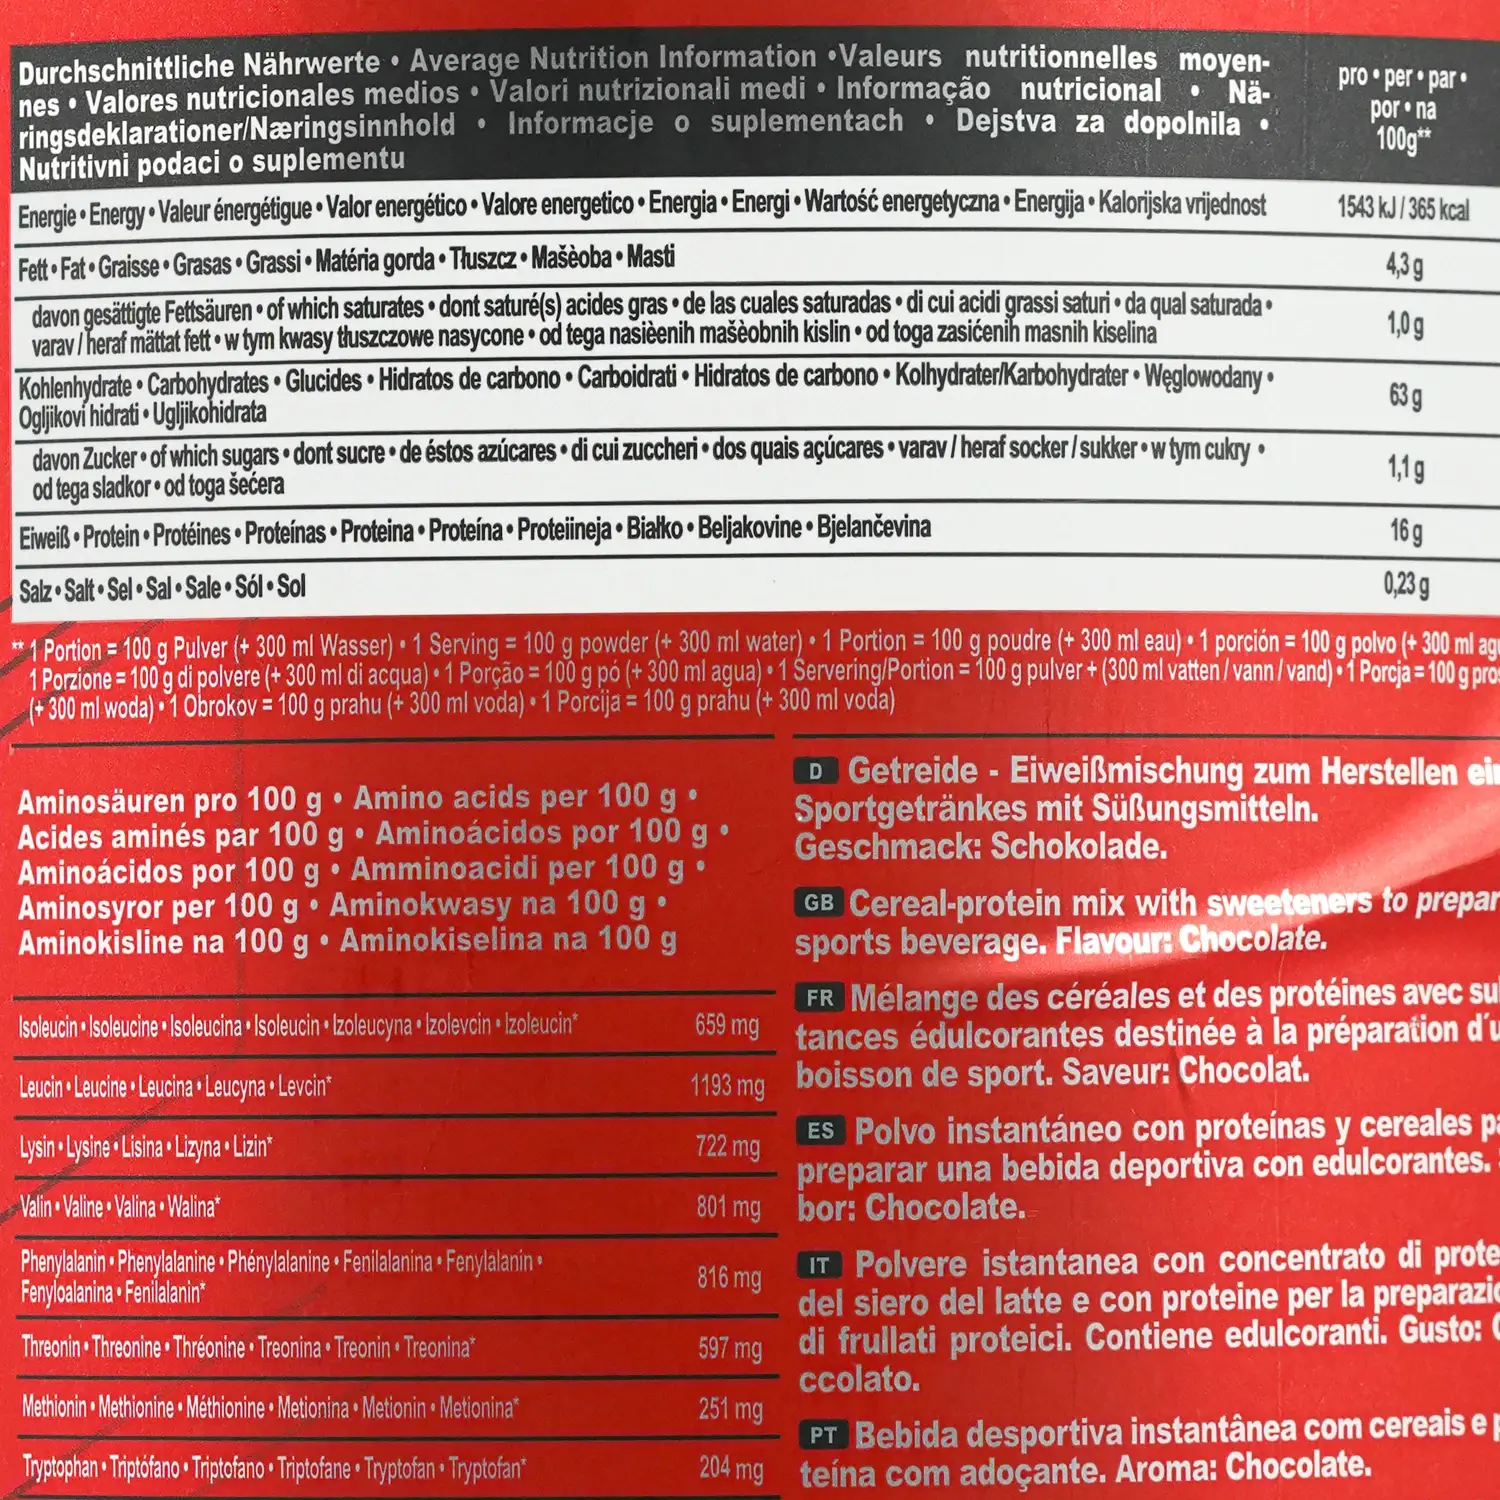 Durchschnittliche Nährwerte • Average Nutrition Information •Valeurs nutritionnelles moyen-
nes • Valores nutricionales medios • Valori nutrizionali medi • Informação nutricional • Nä-
ringsdeklarationer/Næringsinnhold • Informacje o suplementach • Dejstva za dopolnila •
Nutritivni podaci o suplementu
pro • per • par •
por • na
100g**
Energie • Energy • Valeur énergétique • Valor energético • Valore energetico • Energia • Energi • Wartość energetyczna • Energija • Kalorijska vrijednost
1543 kJ / 365 kcal
Fett • Fat • Graisse • Grasas • Grassi • Matéria gorda • Tłuszcz • Mašèoba • Masti
4,3 g
davon gesättigte Fettsäuren • of which saturates • dont saturé(s) acides gras • de las cuales saturadas • di cui acidi grassi saturi • da qual saturada •
varav / heraf mättat fett • w tym kwasy tłuszczowe nasycone • od tega nasièenih mašèobnih kislin • od toga zasićenih masnih kiselina
1,0 g
Kohlenhydrate • Carbohydrates • Glucides • Hidratos de carbono • Carboidrati • Hidratos de carbono • Kolhydrater/Karbohydrater • Węglowodany •
Ogljikovi hidrati • Ugljikohidrata
63 g
davon Zucker • of which sugars • dont sucre • de éstos azúcares • di cui zuccheri • dos quais açúcares • varav / heraf socker / sukker • w tym cukry •
od tega sladkor • od toga šećera
1,1 g
Eiweiß • Protein • Protéines • Proteínas • Proteina • Proteína • Proteiineja • Białko • Beljakovine • Bjelančevina
16 g
Salz • Salt • Sel • Sal • Sale • Sól • Sol
0,23 g
** 1 Portion = 100 g Pulver (+ 300 ml Wasser) • 1 Serving = 100 g powder (+ 300 ml water) • 1 Portion = 100 g poudre (+ 300 ml eau) • 1 porción = 100 g polvo (+ 300 ml
1 Porzione = 100 g di polvere (+ 300 ml di acqua) • 1 Porção = 100 g pó (+ 300 ml agua) • 1 Servering/Portion = 100 g pulver + (300 ml vatten / vann / vand) • 1 Porcja = 100 g
(+ 300 ml woda) • 1 Obrokov = 100 g prahu (+ 300 ml voda) • 1 Porcija = 100 g prahu (+ 300 ml voda)
Aminosäuren pro 100 g • Amino acids per 100 g •
Acides aminés par 100 g • Aminoácidos por 100 g •
Aminoácidos por 100 g • Amminoacidi per 100 g •
Aminosyror per 100 g • Aminokwasy na 100 g •
Aminokisline na 100 g • Aminokiselina na 100 g
Isoleucin • Isoleucine • Isoleucina • Isoleucin • Izoleucyna • Izolevcin • Izoleucin*
659 mg
Leucin • Leucine • Leucina • Leucyna • Levcin*
1193 mg
Lysin • Lysine • Lisina • Lizyna • Lizin*
722 mg
Valin • Valine • Valina • Walina*
801 mg
Phenylalanin • Phenylalanine • Phénylalanine • Fenilalanina • Fenylalanin •
Fenyloalanina • Fenilalanin*
816 mg
Threonin • Threonine • Thréonine • Treonina • Treonin • Treonina*
597 mg
Methionin • Methionine • Méthionine • Metionina • Metionin • Metionina*
251 mg
Tryptophan • Triptófano • Triptofano • Triptofane • Tryptofan • Tryptofan*
204 mg
D Getreide - Eiweißmischung zum Herstellen
Sportgetränkes mit Süßungsmitteln.
Geschmack: Schokolade.
GB Cereal-protein mix with sweeteners to prepar
sports beverage. Flavour: Chocolate.
FR Mélange des céréales et des protéines avec su
tances édulcorantes destinée à la préparation d'u
boisson de sport. Saveur: Chocolat.
ES Polvo instantáneo con proteínas y cereales pa
preparar una bebida deportiva con edulcorantes.
bor: Chocolate.
IT Polvere istantanea con concentrato di prote
del siero del latte e con proteine per la preparazio
di frullati proteici. Contiene edulcoranti. Gusto:
ccolato.
PT Bebida desportiva instantânea com cereais e p
teína com adoçante. Aroma: Chocolate.